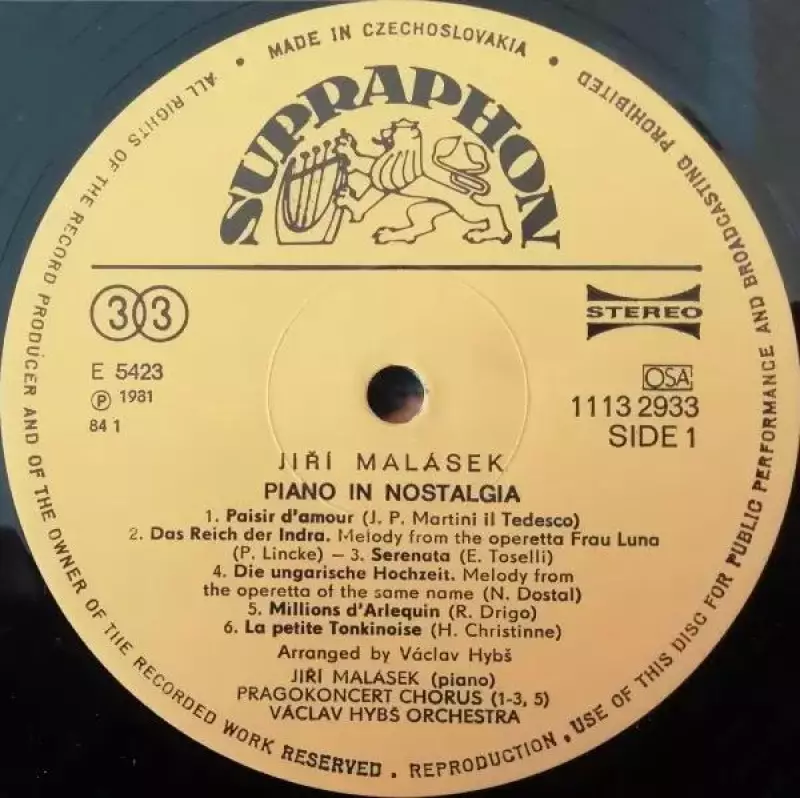 • MADE IN CZECHOSLOVAKIA •
ALL RIGHTS OF THE RECORD PRODUCER AND OF THE OWNER OF THE RECORDED WORK RESERVED . REPRODUCTION . USE OF THIS DISC FOR PUBLIC PERFORMANCE AND BROADCASTING PROHIBITED
SUPRAPHON
33
STEREO
E 5423
Ⓟ 1981
84 1
OSA
1113 2933
SIDE 1
JIŘÍ MALÁSEK
PIANO IN NOSTALGIA
1. Paisir d'amour (J. P. Martini il Tedesco)
2. Das Reich der Indra. Melody from the operetta Frau Luna
(P. Lincke) – 3. Serenata (E. Toselli)
4. Die ungarische Hochzeit. Melody from
the operetta of the same name (N. Dostal)
5. Millions d'Arlequin (R. Drigo)
6. La petite Tonkinoise (H. Christinne)
Arranged by Václav Hybš
JIŘÍ MALÁSEK (piano)
PRAGOKONCERT CHORUS (1-3, 5)
VÁCLAV HYBŠ ORCHESTRA